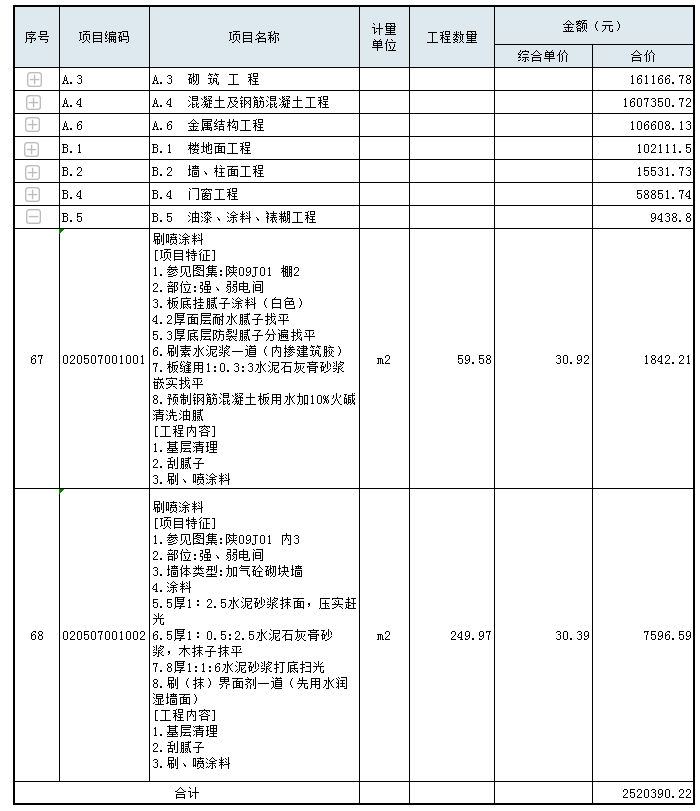 序号 项目编码 项目名称 计量单位 工程数量 金额（元）
综合单价 合价
A.3 A.3 砌 筑 工 程 161166.78
A.4 A.4 混凝土及钢筋混凝土工程 1607350.72
A.6 A.6 金属结构工程 106608.13
B.1 B.1 楼地面工程 102111.5
B.2 B.2 墙、柱面工程 15531.73
B.4 B.4 门窗工程 58851.74
B.5 B.5 油漆、涂料、裱糊工程 9438.8
67 020507001001
刷喷涂料
[项目特征]
1.参见图集:陕09J01 棚2
2.部位:强、弱电间
3.板底挂腻子涂料（白色）
4.2厚面层耐水腻子找平
5.3厚底层防裂腻子分遍找平
6.刷素水泥浆一道（内掺建筑胶）
7.板缝用1:0.3:3水泥石灰膏砂浆
嵌实找平
8.预制钢筋混凝土板用水加10%火碱
清洗油腻
[工程内容]
1.基层清理
2.刮腻子
3.刷、喷涂料
m2 59.58 30.92 1842.21
68 020507001002
刷喷涂料
[项目特征]
1.参见图集:陕09J01 内3
2.部位:强、弱电间
3.墙体类型:加气砼砌块墙
4.涂料
5.5厚1：2.5水泥砂浆抹面，压实赶
光
6.5厚1：0.5:2.5水泥石灰膏砂
浆，木抹子抹平
7.8厚1:1:6水泥砂浆打底扫光
8.刷（抹）界面剂一道（先用水润
湿墙面）
[工程内容]
1.基层清理
2.刮腻子
3.刷、喷涂料
m2 249.97 30.39 7596.59
合计 2520390.22